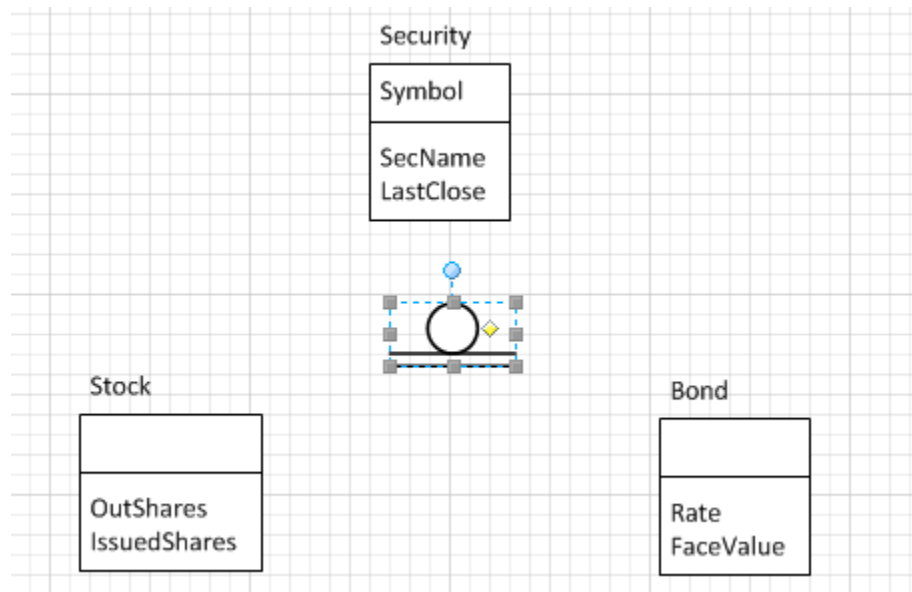 Security
Symbol
SecName
LastClose
Stock
OutShares
IssuedShares
Bond
Rate
FaceValue